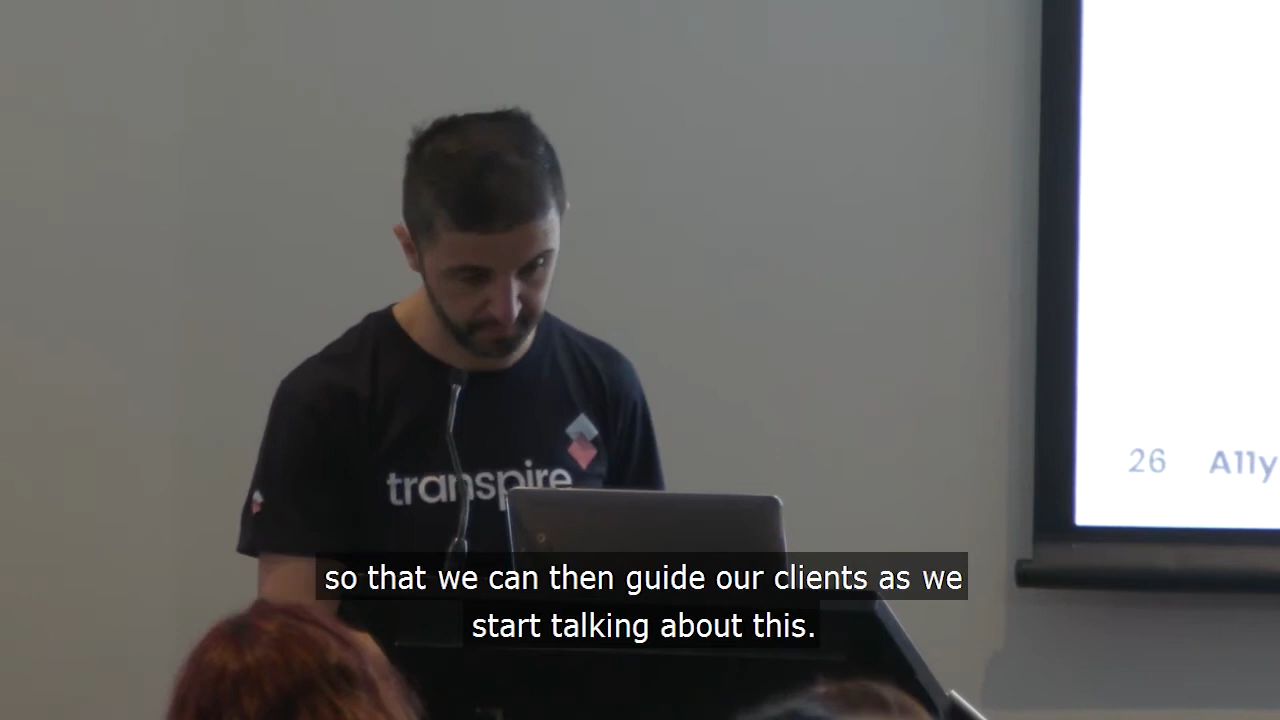 transpire
26 A11y
so that we can then guide our clients as we
start talking about this.